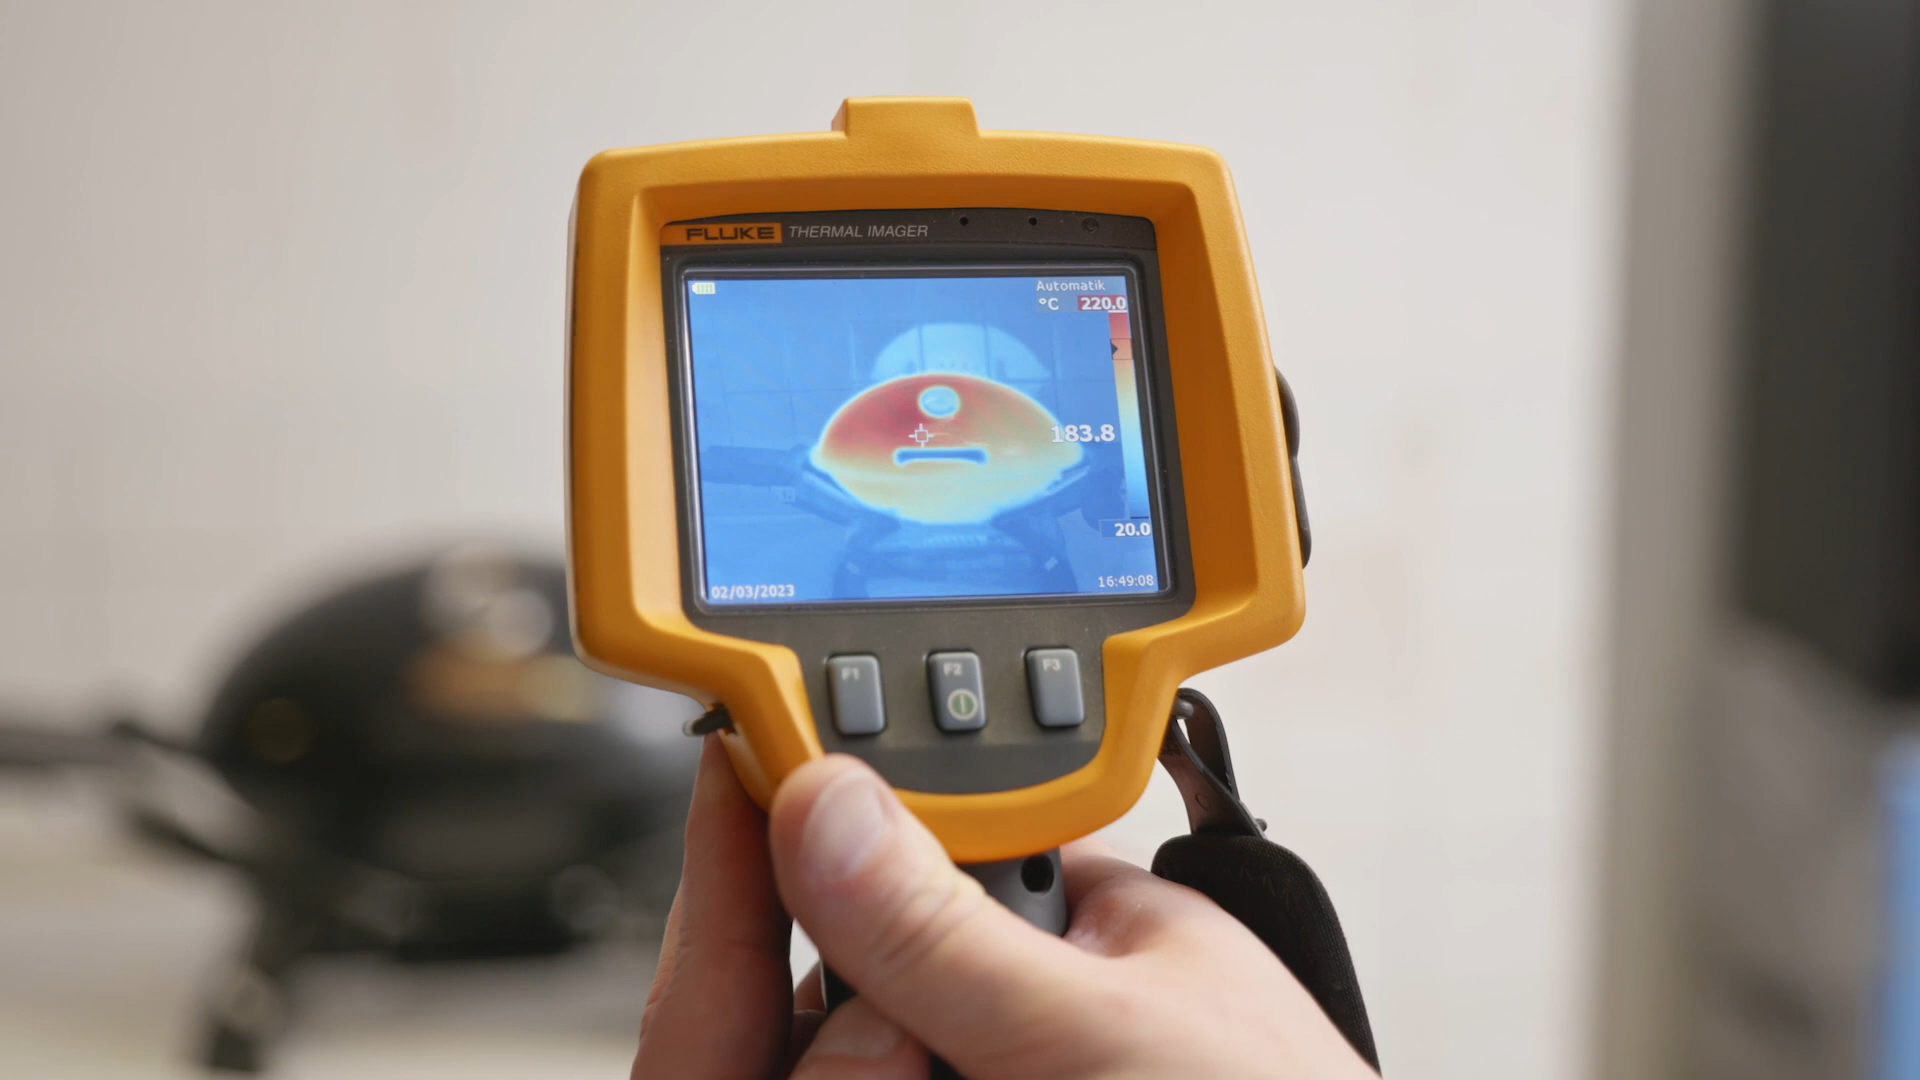 FLUKE THERMAL IMAGER
Automatik
°C 220.0
183.8
20.0
02/03/2023 16:49:08
F1 F2 F3